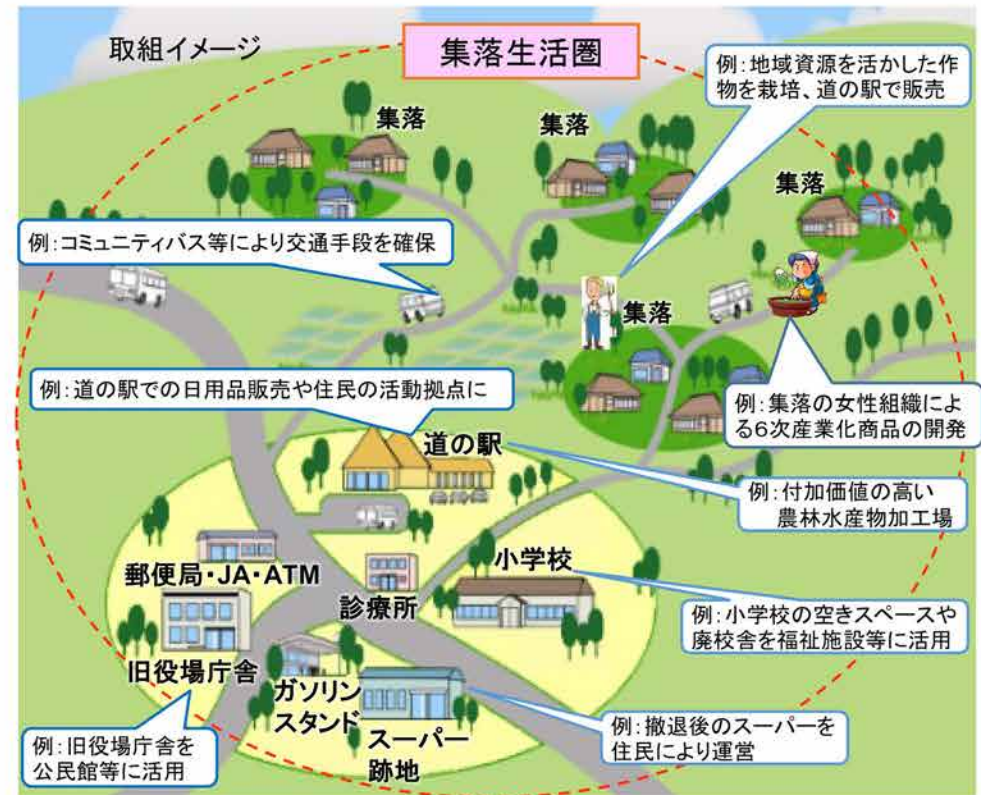 取組イメージ
集落生活圏
例:地域資源を活かした作
物を栽培、道の駅で販売
集落
集落
集落
例:コミュニティバス等により交通手段を確保
集落
例:道の駅での日用品販売や住民の活動拠点に
例:集落の女性組織によ
る6次産業化商品の開発
道の駅
例:付加価値の高い
農林水産物加工場
郵便局・JA・ATM
診療所
小学校
例:小学校の空きスペースや
廃校舎を福祉施設等に活用
旧役場庁舎
ガソリン
スタンド
スーパー
跡地
例:撤退後のスーパーを
住民により運営
例:旧役場庁舎を
公民館等に活用